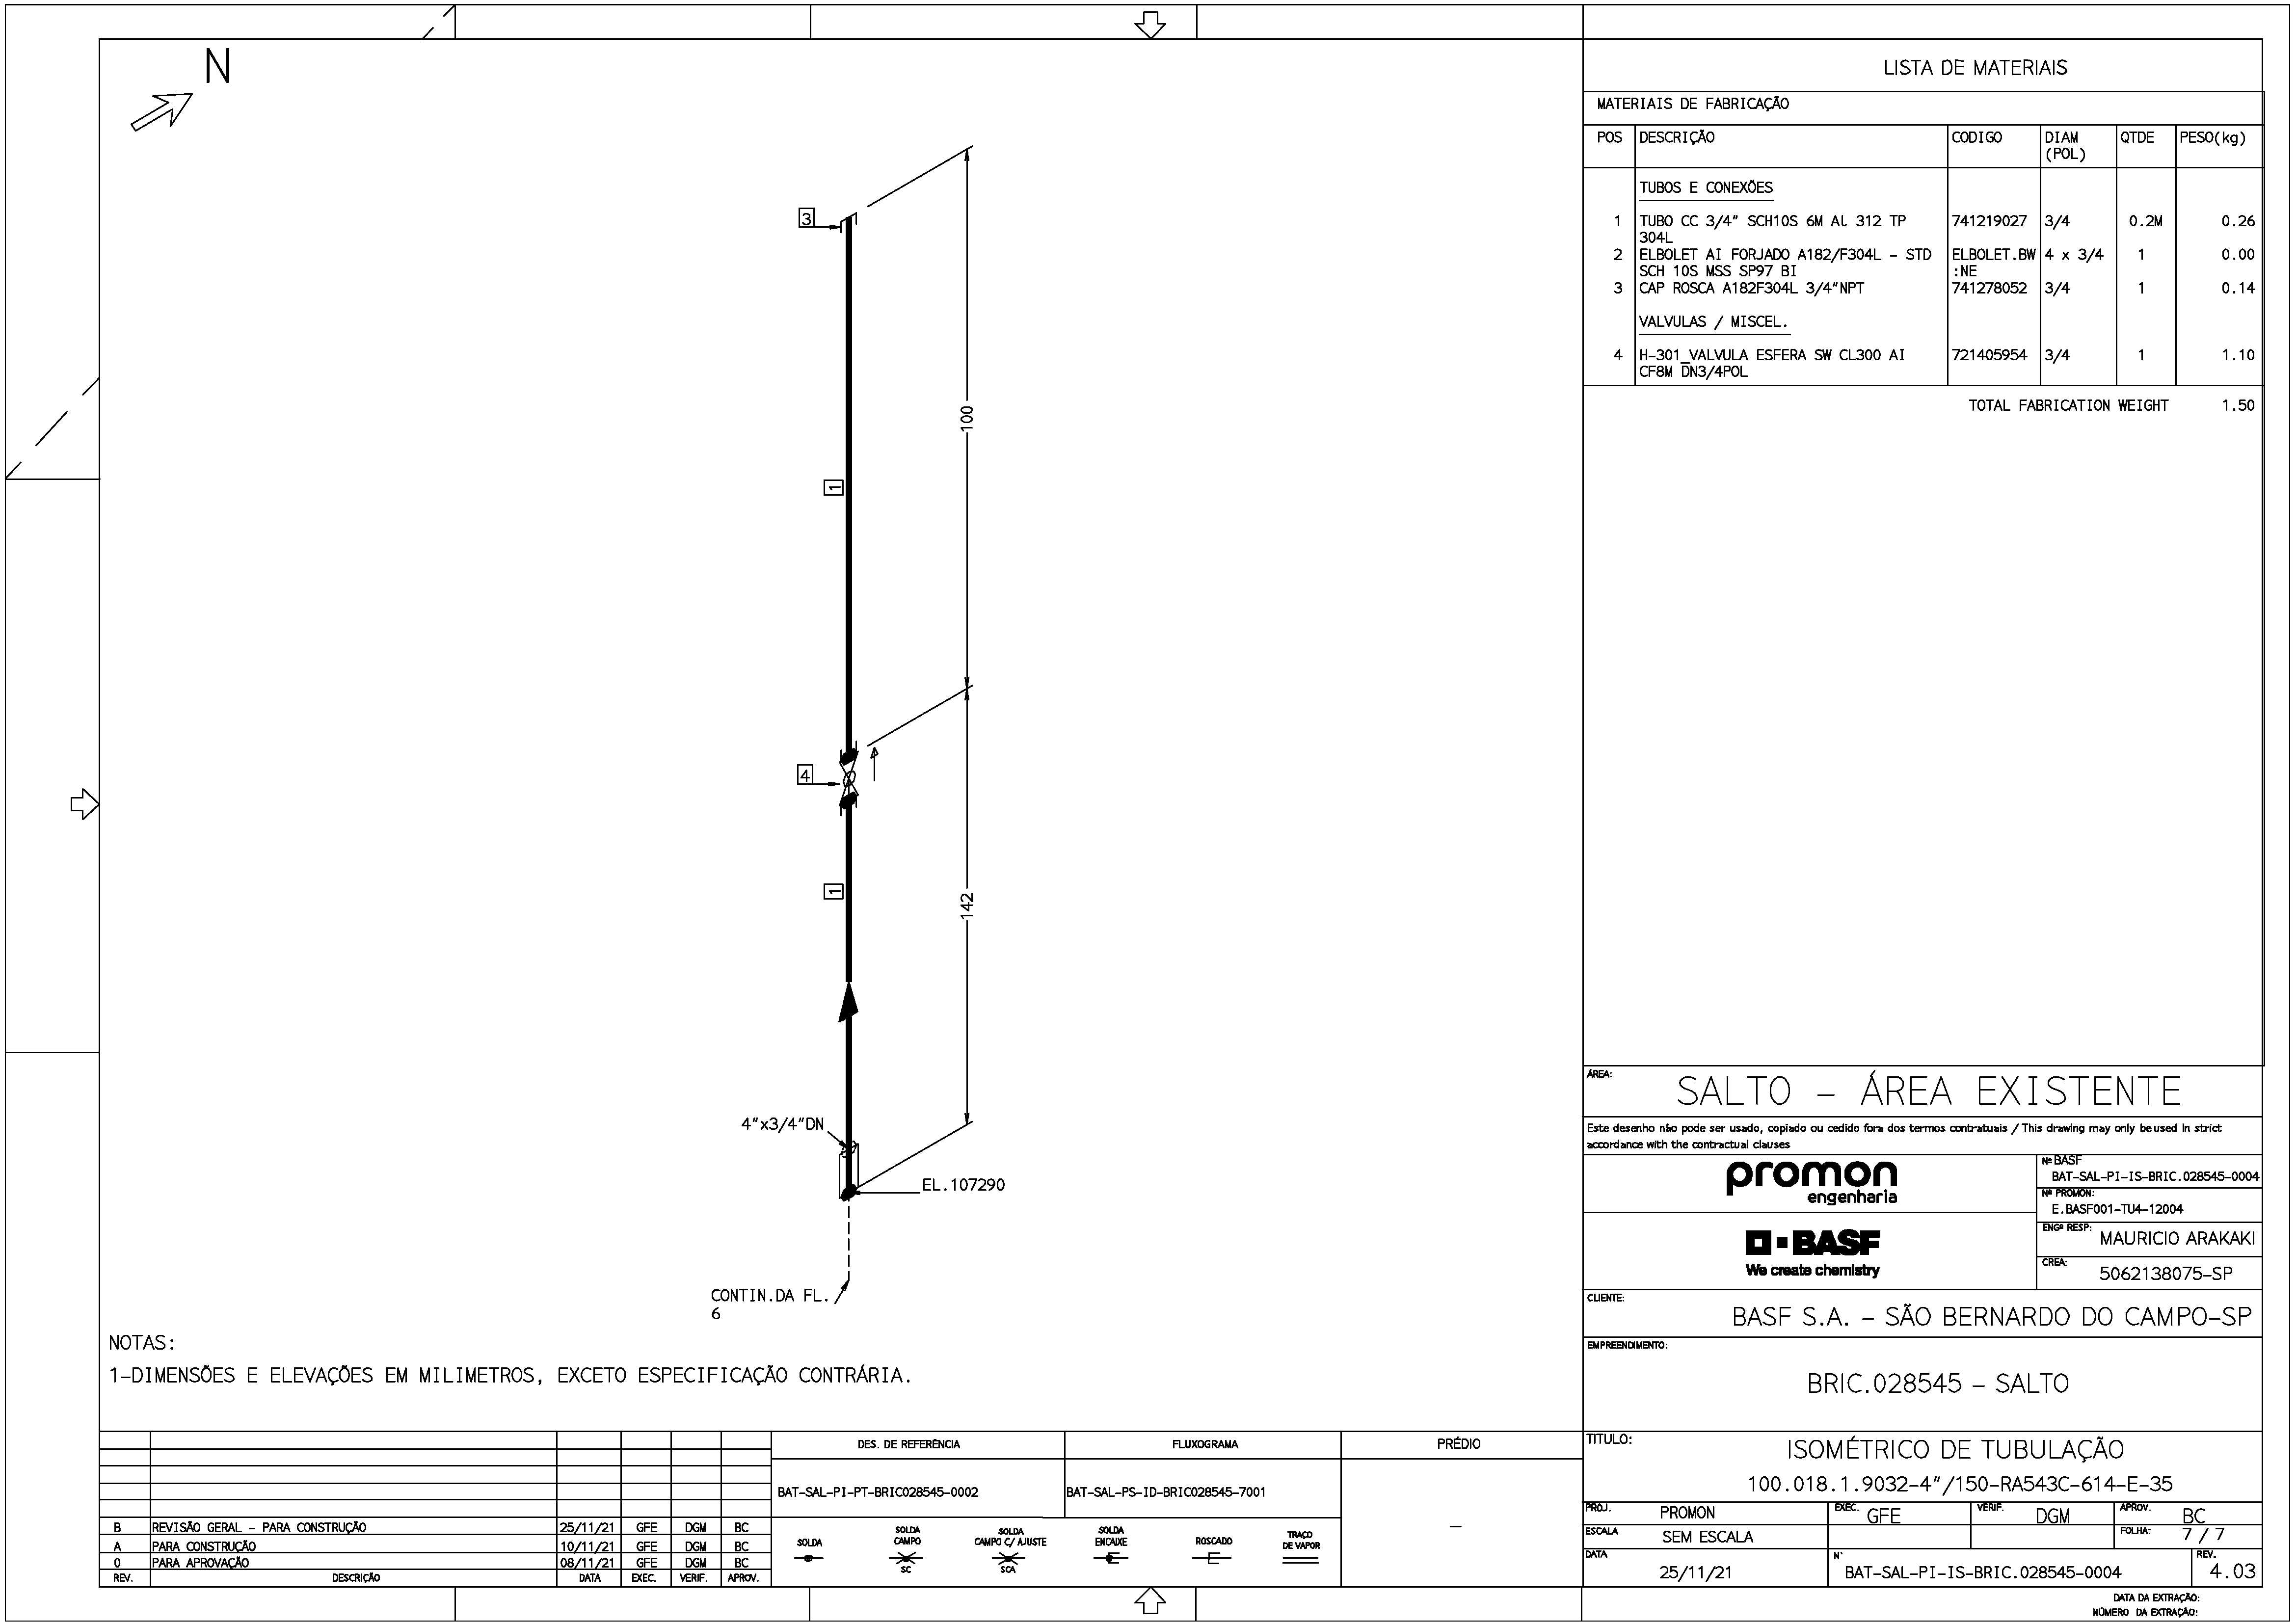 N
LISTA DE MATERIAIS
MATERIAIS DE FABRICAÇÃO
POS DESCRIÇÃO CODIGO DIAM (POL) QTDE PESO(kg)
TUBOS E CONEXÕES
1 TUBO CC 3/4" SCH10S 6M AL 312 TP 741219027 3/4 0.2M 0.26
304L
2 ELBOLET AI FORJADO A182/F304L - STD ELBOLET.BW 4 x 3/4 1 0.00
SCH 10S MSS SP97 BI :NE
3 CAP ROSCA A182F304L 3/4"NPT 741278052 3/4 1 0.14
VALVULAS / MISCEL.
4 H-301_VALVULA ESFERA SW CL300 AI 721405954 3/4 1 1.10
CF8M DN3/4POL
TOTAL FABRICATION WEIGHT 1.50
3
100
1
4
1
142
4"x3/4"DN
EL.107290
CONTIN.DA FL.
6
NOTAS:
1-DIMENSÕES E ELEVAÇÕES EM MILIMETROS, EXCETO ESPECIFICAÇÃO CONTRÁRIA.
ÁREA:
SALTO - ÁREA EXISTENTE
Este desenho não pode ser usado, copiado ou cedido fora dos termos contratuais / This drawing may only be used in strict
accordance with the contractual clauses
promon
engenharia
Nº BASF
BAT-SAL-PI-IS-BRIC.028545-0004
Nº PROMON:
E.BASF001-TU4-12004
BASF
We create chemistry
ENGº RESP:
MAURICIO ARAKAKI
CREA:
5062138075-SP
CLIENTE:
BASF S.A. - SÃO BERNARDO DO CAMPO-SP
EMPREENDIMENTO:
BRIC.028545 - SALTO
TITULO:
ISOMÉTRICO DE TUBULAÇÃO
100.018.1.9032-4"/150-RA543C-614-E-35
PROJ. PROMON EXEC. GFE VERIF. DGM APROV. BC
ESCALA SEM ESCALA FOLHA: 7 / 7
DATA 25/11/21 N° BAT-SAL-PI-IS-BRIC.028545-0004 REV. 4.03
DATA DA EXTRAÇÃO:
NÚMERO DA EXTRAÇÃO:
DES. DE REFERÊNCIA FLUXOGRAMA PRÉDIO
BAT-SAL-PI-PT-BRIC028545-0002 BAT-SAL-PS-ID-BRIC028545-7001
-
B REVISÃO GERAL - PARA CONSTRUÇÃO 25/11/21 GFE DGM BC
A PARA CONSTRUÇÃO 10/11/21 GFE DGM BC
0 PARA APROVAÇÃO 08/11/21 GFE DGM BC
REV. DESCRIÇÃO DATA EXEC. VERIF. APROV.
SOLDA
SOLDA CAMPO
SC
SOLDA CAMPO C/ AJUSTE
SCA
SOLDA ENCAIXE
ROSCADO
TRAÇO DE VAPOR